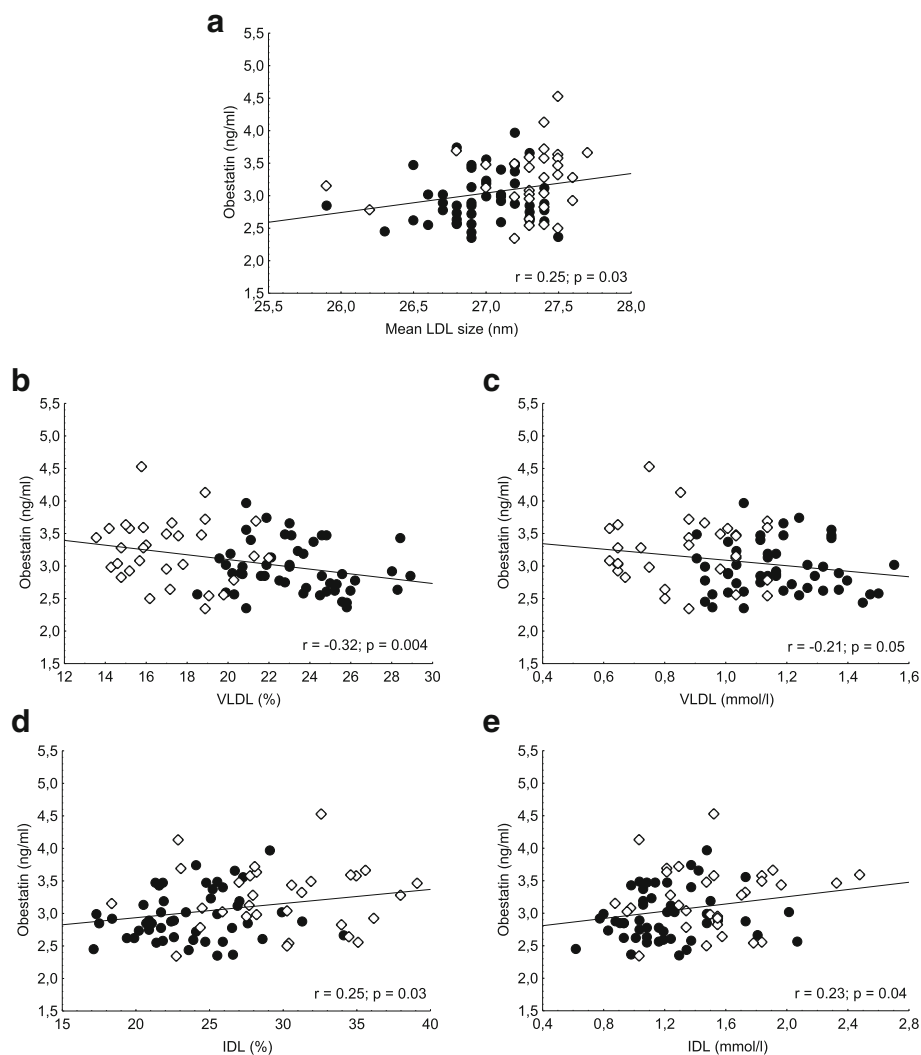 a
5,5
5,0
4,5
4,0
3,5
3,0
2,5
2,0
1,5
Obestatin (ng/ml)
25,5 26,0 26,5 27,0 27,5 28,0
Mean LDL size (nm)
r = 0.25; p = 0.03
b
5,5
5,0
4,5
4,0
3,5
3,0
2,5
2,0
1,5
Obestatin (ng/ml)
12 14 16 18 20 22 24 26 28 30
VLDL (%)
r = -0.32; p = 0.004
c
5,5
5,0
4,5
4,0
3,5
3,0
2,5
2,0
1,5
Obestatin (ng/ml)
0,4 0,6 0,8 1,0 1,2 1,4 1,6
VLDL (mmol/l)
r = -0.21; p = 0.05
d
5,5
5,0
4,5
4,0
3,5
3,0
2,5
2,0
1,5
Obestatin (ng/ml)
15 20 25 30 35 40
IDL (%)
r = 0.25; p = 0.03
e
5,5
5,0
4,5
4,0
3,5
3,0
2,5
2,0
1,5
Obestatin (ng/ml)
0,4 0,8 1,2 1,6 2,0 2,4 2,8
IDL (mmol/l)
r = 0.23; p = 0.04